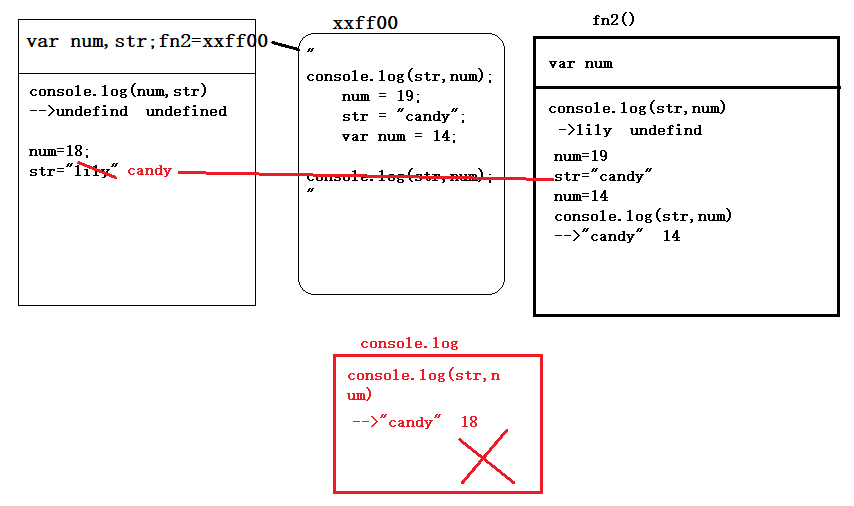 var num,str;fn2=xxff00
console.log(num,str)
-->undefind undefined
num=18;
str="lily" candy
xxff00
"
console.log(str,num);
num = 19;
str = "candy";
var num = 14;
console.log(str,num);
"
fn2()
var num
console.log(str,num)
->lily undefind
num=19
str="candy"
num=14
console.log(str,num)
-->"candy" 14
console.log
console.log(str,n
um)
-->"candy" 18